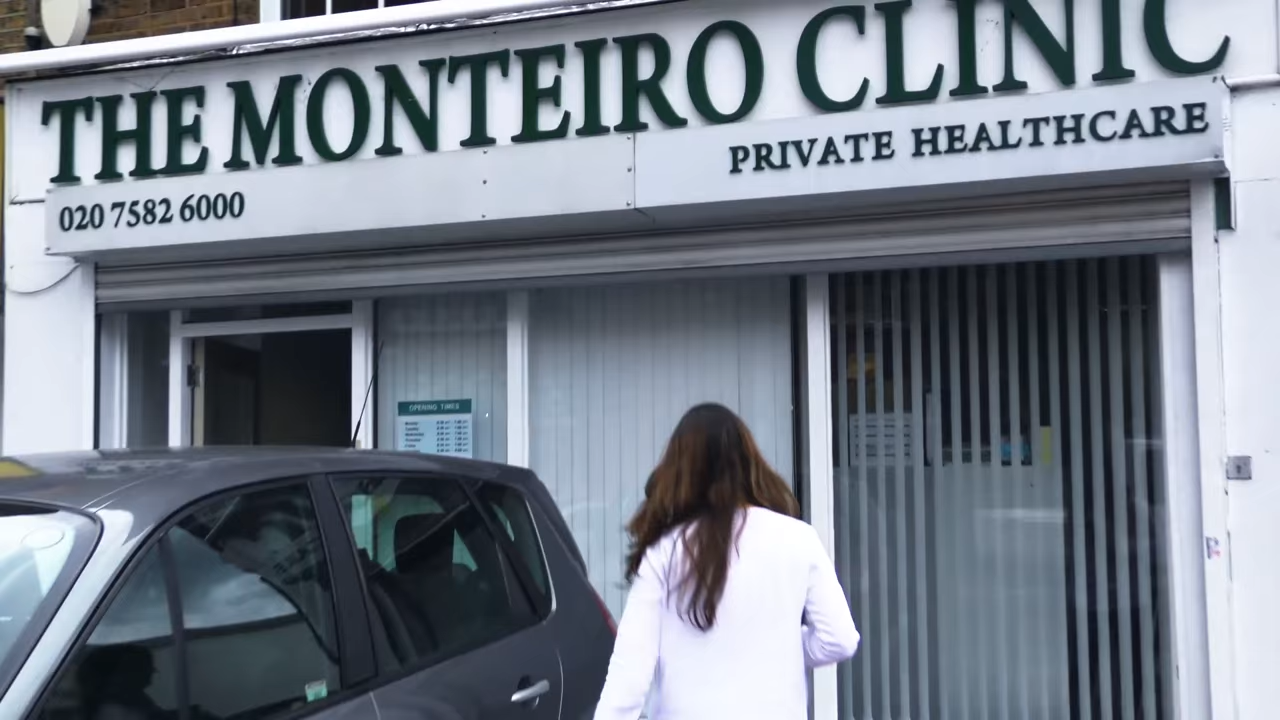 THE MONTEIRO CLINIC
PRIVATE HEALTHCARE
020 7582 6000
OPENING TIMES